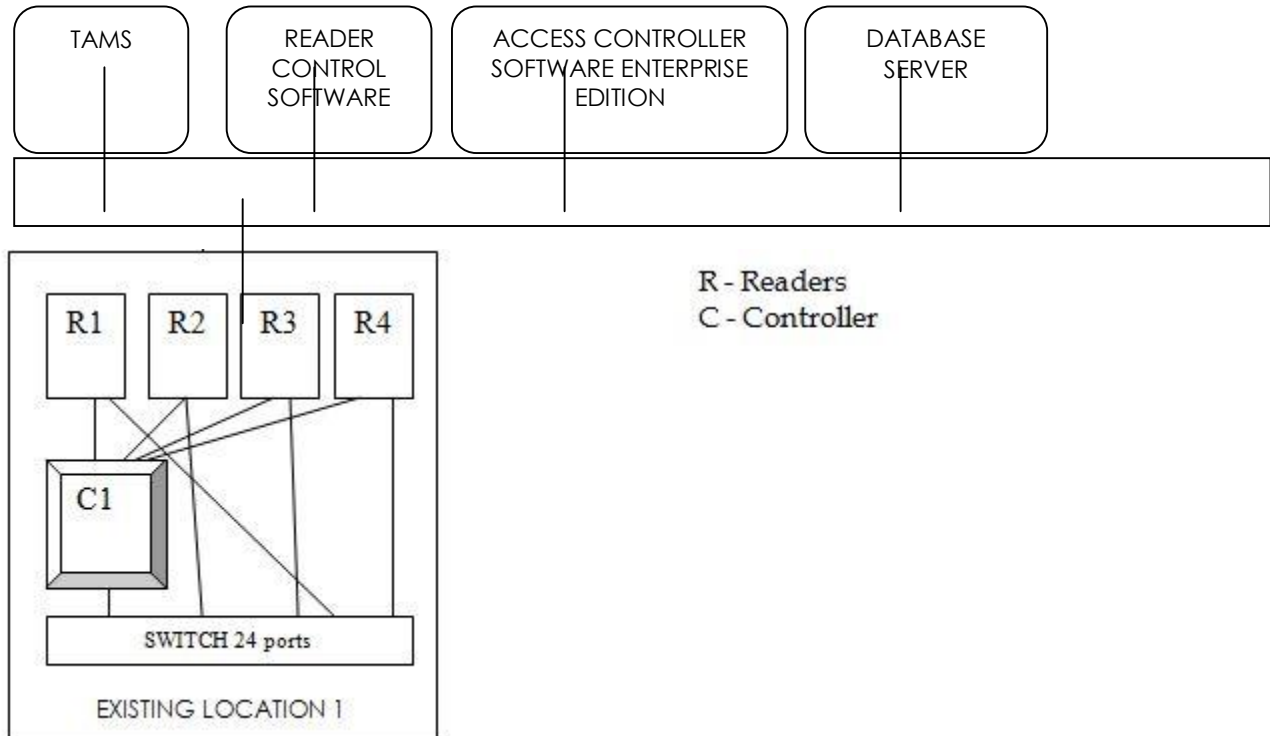 TAMS
READER
CONTROL
SOFTWARE
ACCESS CONTROLLER
SOFTWARE ENTERPRISE
EDITION
DATABASE
SERVER
R - Readers
C - Controller
R1
R2
R3
R4
C1
SWITCH 24 ports
EXISTING LOCATION 1